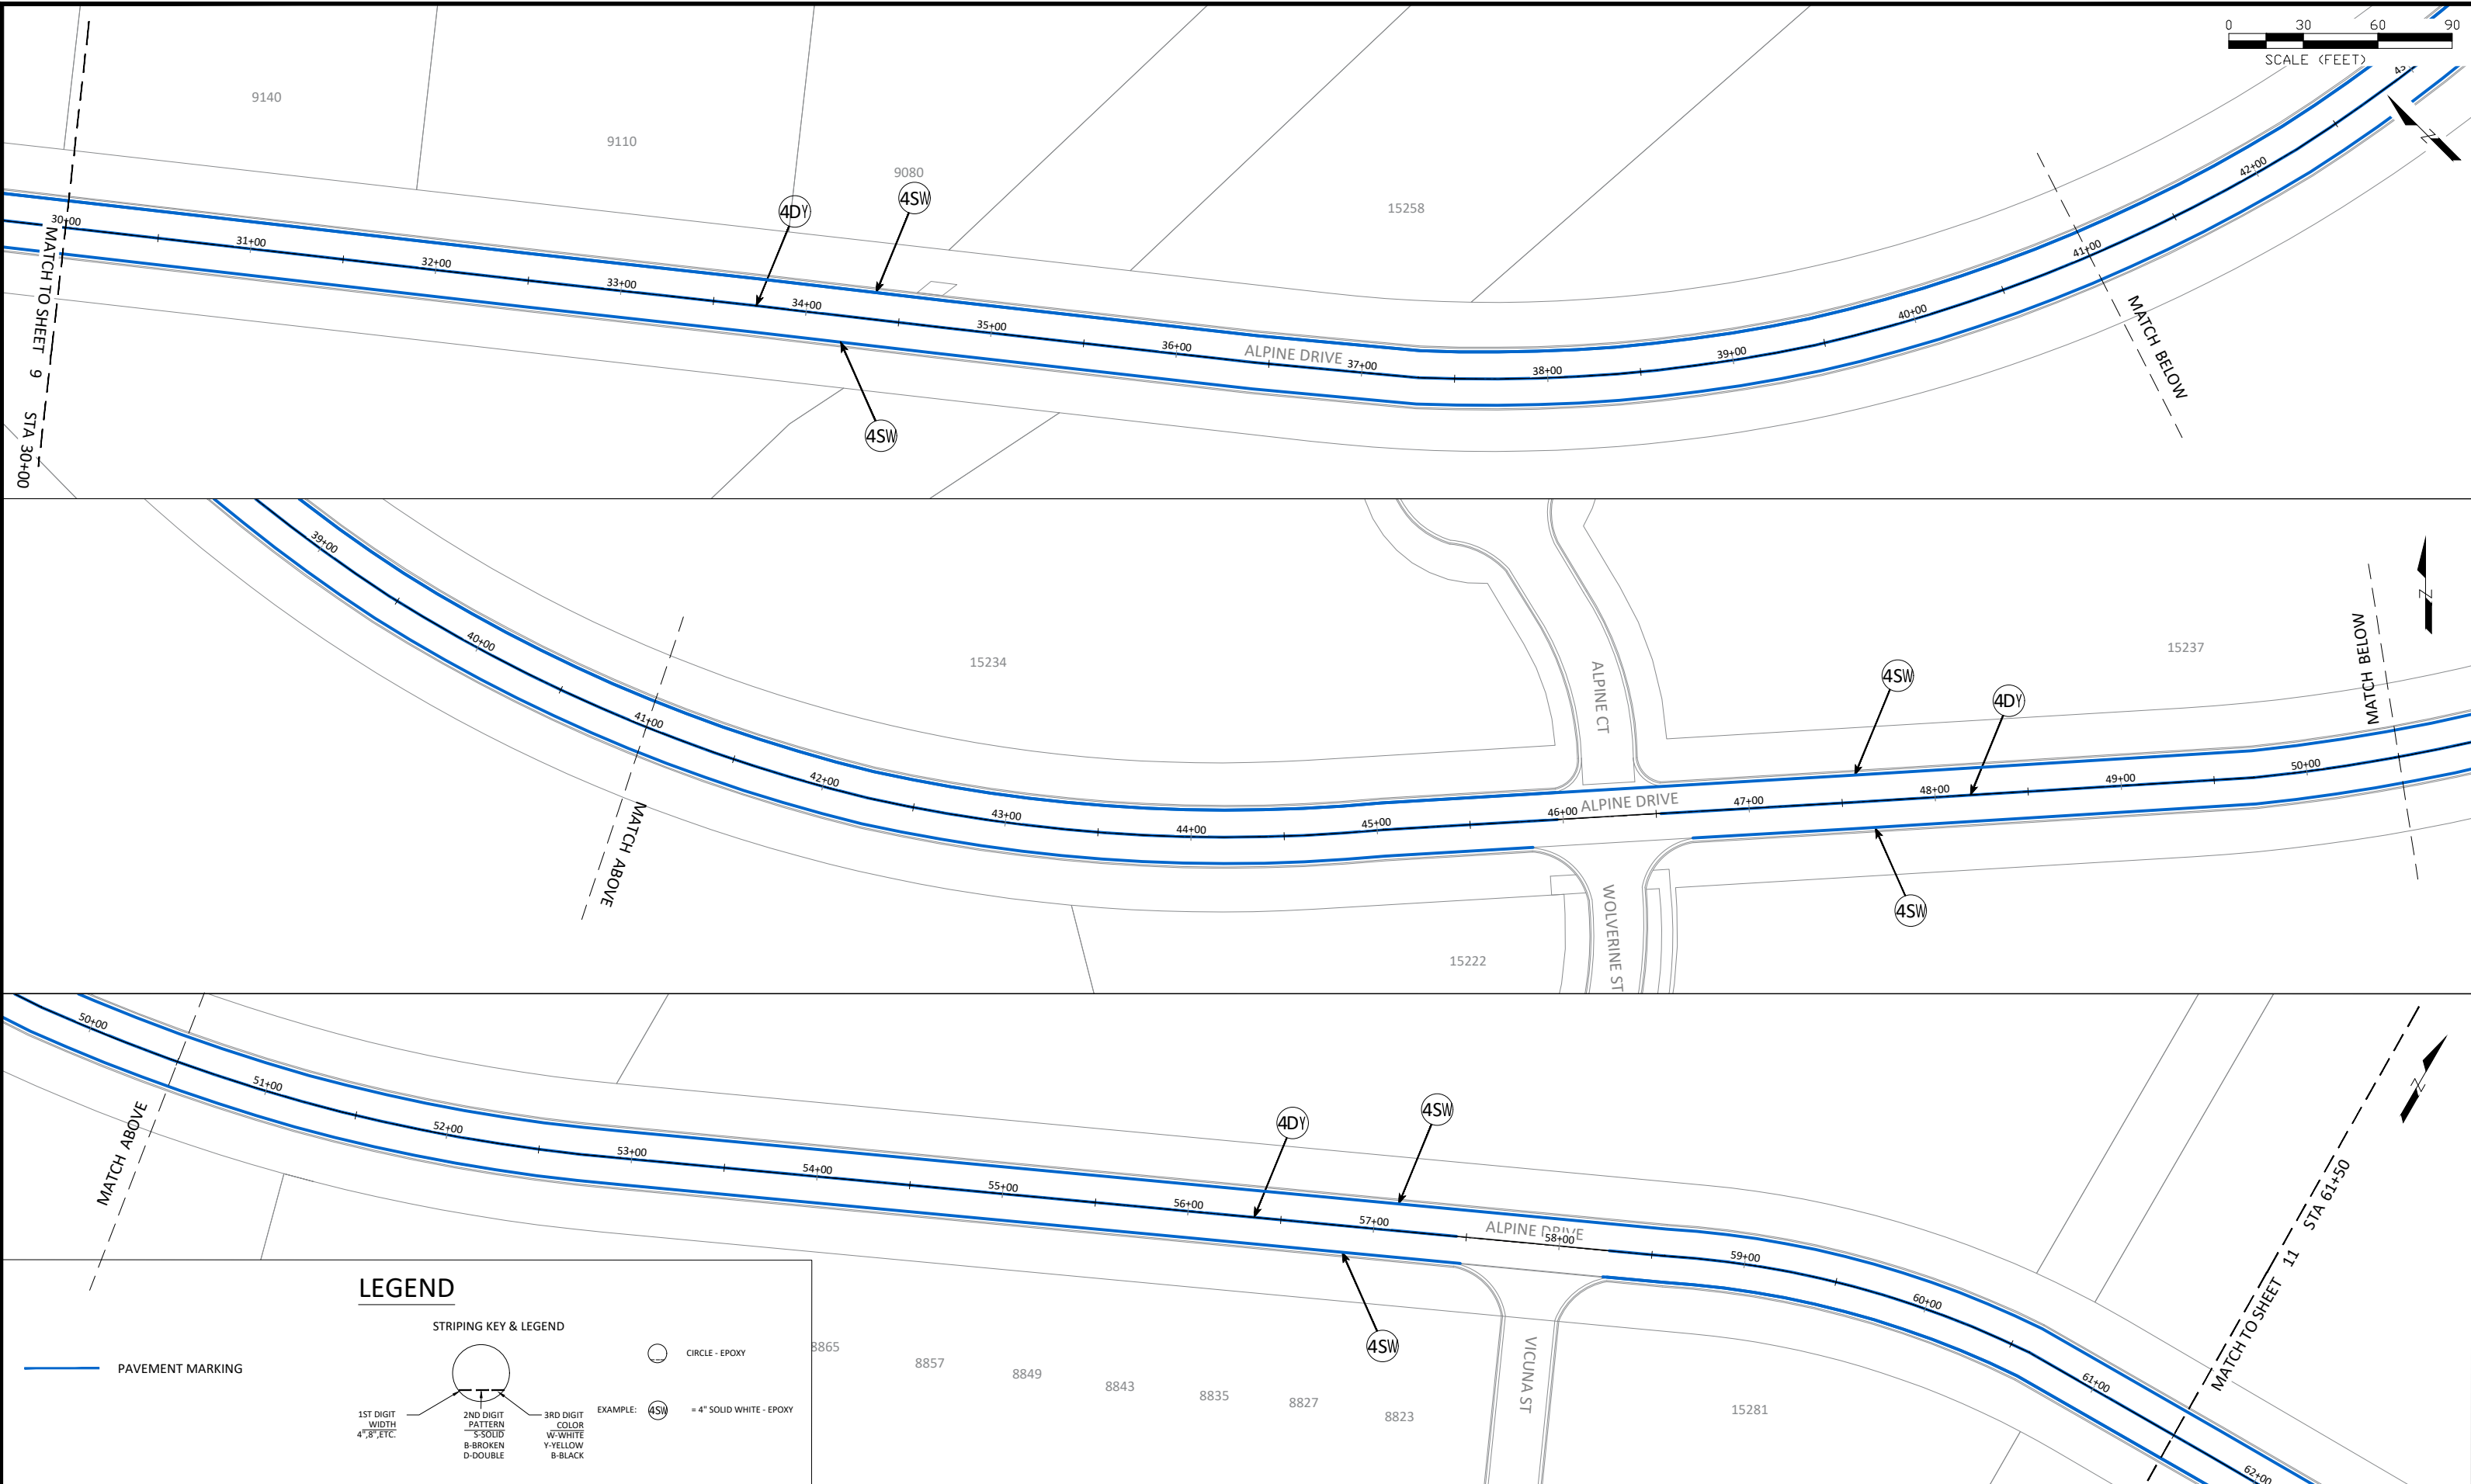 0 30 60 90
SCALE (FEET)
N
9140
9110
9080
15258
4DY
4SW
30+00
31+00
32+00
33+00
34+00
35+00
36+00
37+00
38+00
39+00
40+00
41+00
42+00
43
ALPINE DRIVE
4SW
MATCH TO SHEET 9 STA 30+00
MATCH BELOW
39+00
40+00
41+00
42+00
43+00
44+00
45+00
46+00
47+00
48+00
49+00
50+00
15234
ALPINE CT
4SW
4DY
15237
MATCH BELOW
N
ALPINE DRIVE
MATCH ABOVE
4SW
WOLVERINE ST
15222
50+00
51+00
52+00
53+00
54+00
55+00
56+00
57+00
58+00
59+00
60+00
61+00
62+00
MATCH ABOVE
4DY
4SW
ALPINE DRIVE
N
MATCH TO SHEET 11 STA 61+50
4SW
VICUNA ST
8865
8857
8849
8843
8835
8827
8823
15281
LEGEND
STRIPING KEY & LEGEND
PAVEMENT MARKING
CIRCLE - EPOXY
1ST DIGIT
WIDTH
4",8",ETC.
2ND DIGIT
PATTERN
S-SOLID
B-BROKEN
D-DOUBLE
3RD DIGIT
COLOR
W-WHITE
Y-YELLOW
B-BLACK
EXAMPLE: 4SW = 4" SOLID WHITE - EPOXY